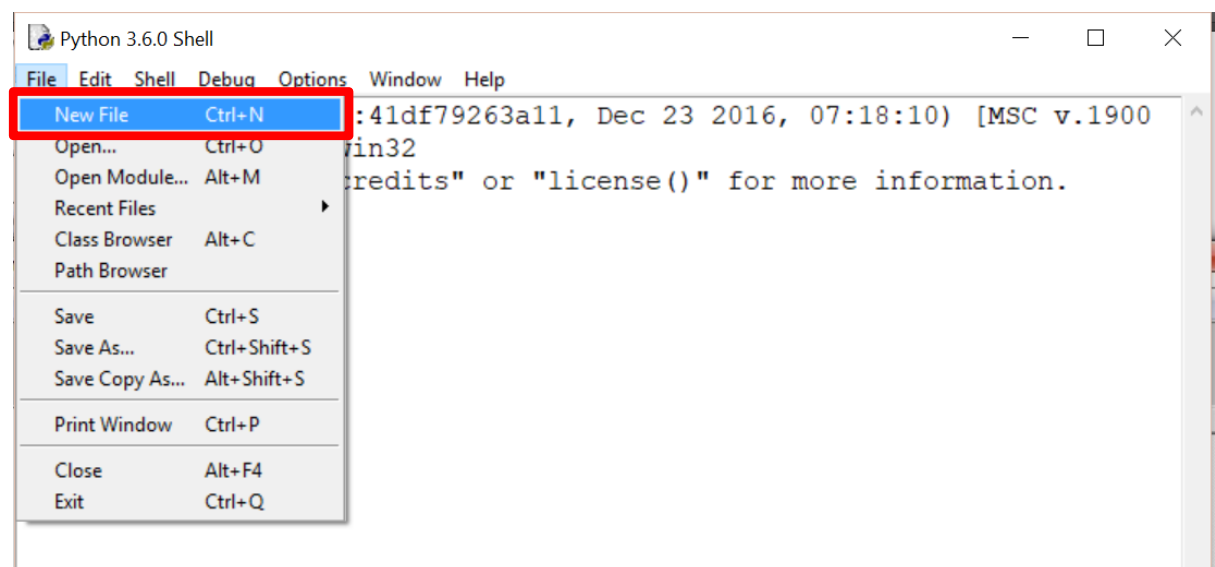 Python 3.6.0 Shell
File Edit Shell Debug Options Window Help
New File Ctrl+N
:41df79263a11, Dec 23 2016, 07:18:10) [MSC v.1900
Open... Ctrl+O
in32
Open Module... Alt+M
redits" or "license()" for more information.
Recent Files
Class Browser Alt+C
Path Browser
Save Ctrl+S
Save As... Ctrl+Shift+S
Save Copy As... Alt+Shift+S
Print Window Ctrl+P
Close Alt+F4
Exit Ctrl+Q